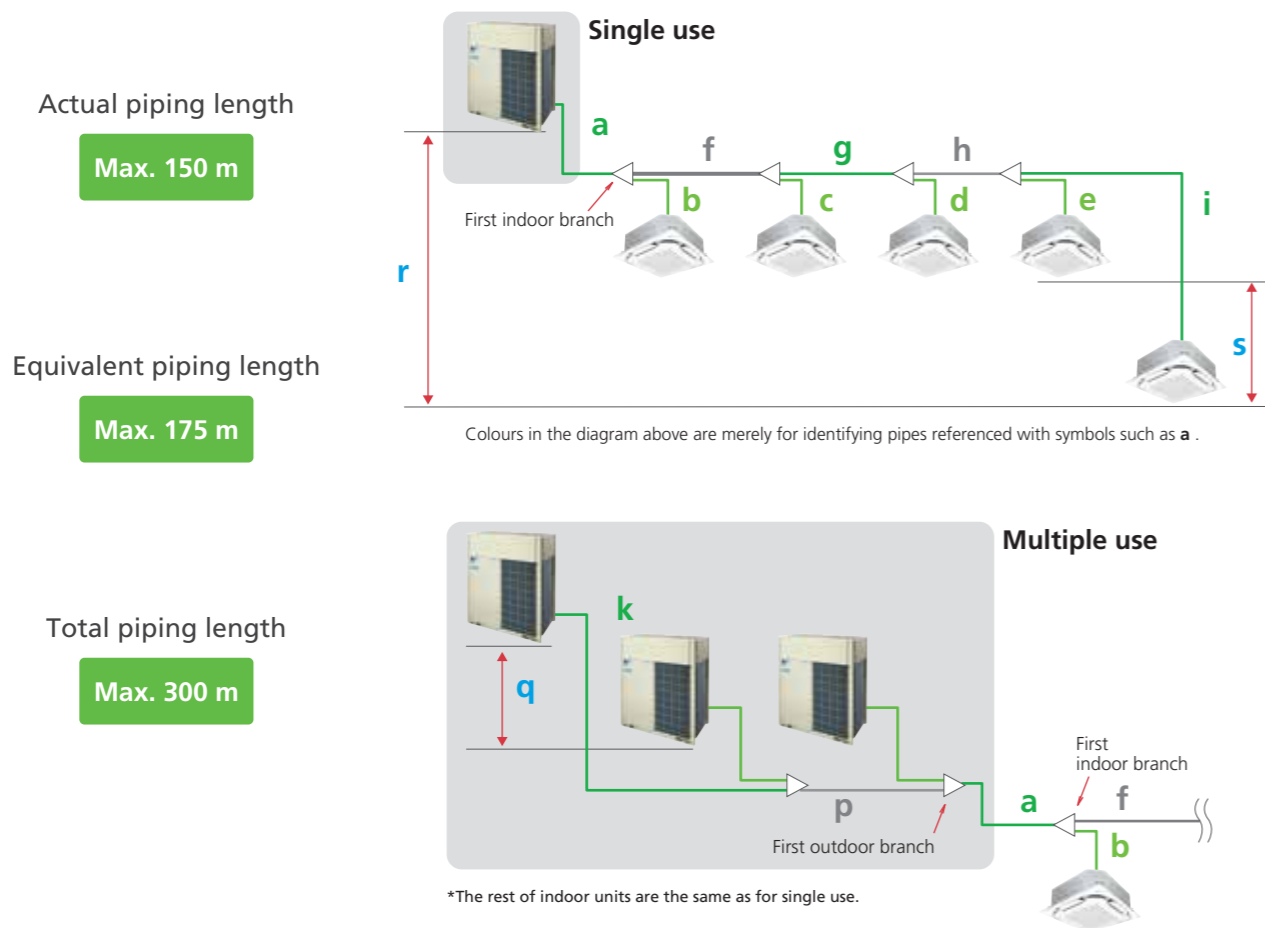 Single use
Actual piping length
Max. 150 m
a
f
g
h
b
c
d
e
i
First indoor branch
r
s
Equivalent piping length
Max. 175 m
Colours in the diagram above are merely for identifying pipes referenced with symbols such as a .
Multiple use
Total piping length
Max. 300 m
k
q
p
First outdoor branch
First
indoor branch
a
f
b
*The rest of indoor units are the same as for single use.